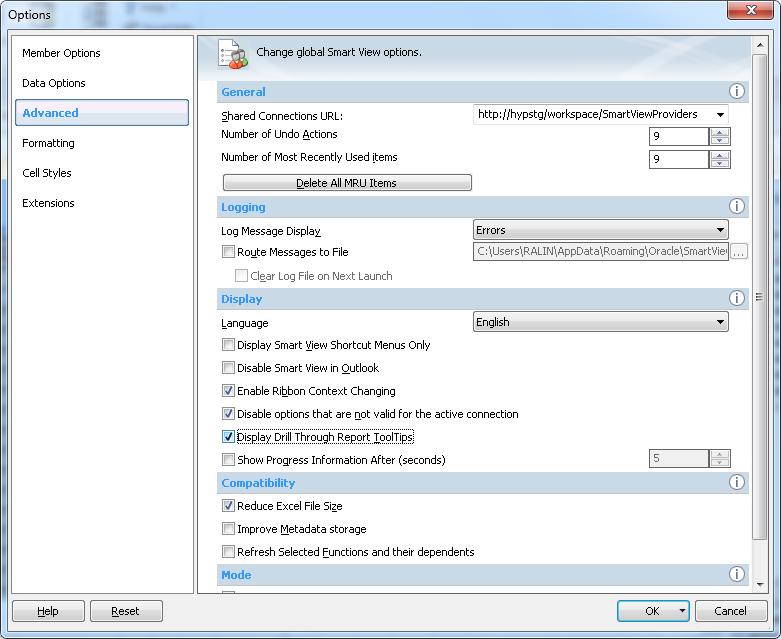 Options
Member Options
Data Options
Advanced
Formatting
Cell Styles
Extensions
Change global Smart View options.
General
Shared Connections URL: http://hypstg/workspace/SmartViewProviders
Number of Undo Actions 9
Number of Most Recently Used items 9
Delete All MRU Items
Logging
Log Message Display Errors
Route Messages to File C:\Users\RALIN\AppData\Roaming\Oracle\SmartView ...
Clear Log File on Next Launch
Display
Language English
Display Smart View Shortcut Menus Only
Disable Smart View in Outlook
Enable Ribbon Context Changing
Disable options that are not valid for the active connection
Display Drill Through Report ToolTips
Show Progress Information After (seconds) 5
Compatibility
Reduce Excel File Size
Improve Metadata storage
Refresh Selected Functions and their dependents
Mode
Help Reset OK Cancel